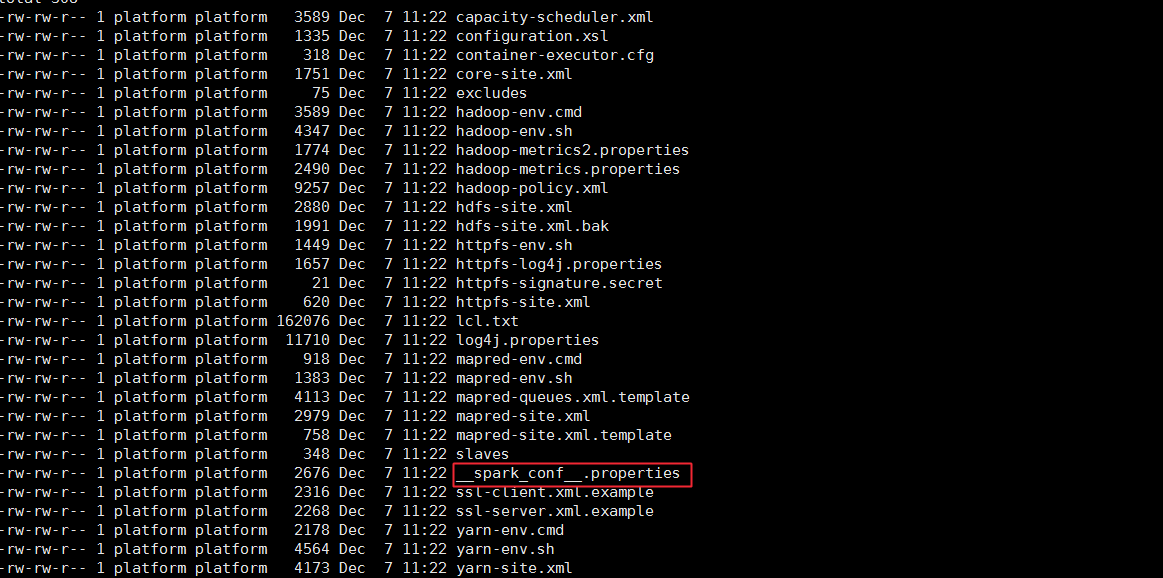 total 308
-rw-rw-r-- 1 platform platform   3589 Dec  7 11:22 capacity-scheduler.xml
-rw-rw-r-- 1 platform platform   1335 Dec  7 11:22 configuration.xsl
-rw-rw-r-- 1 platform platform    318 Dec  7 11:22 container-executor.cfg
-rw-rw-r-- 1 platform platform   1751 Dec  7 11:22 core-site.xml
-rw-rw-r-- 1 platform platform     75 Dec  7 11:22 excludes
-rw-rw-r-- 1 platform platform   3589 Dec  7 11:22 hadoop-env.cmd
-rw-rw-r-- 1 platform platform   4347 Dec  7 11:22 hadoop-env.sh
-rw-rw-r-- 1 platform platform   1774 Dec  7 11:22 hadoop-metrics2.properties
-rw-rw-r-- 1 platform platform   2490 Dec  7 11:22 hadoop-metrics.properties
-rw-rw-r-- 1 platform platform   9257 Dec  7 11:22 hadoop-policy.xml
-rw-rw-r-- 1 platform platform   2880 Dec  7 11:22 hdfs-site.xml
-rw-rw-r-- 1 platform platform   1991 Dec  7 11:22 hdfs-site.xml.bak
-rw-rw-r-- 1 platform platform   1449 Dec  7 11:22 httpfs-env.sh
-rw-rw-r-- 1 platform platform   1657 Dec  7 11:22 httpfs-log4j.properties
-rw-rw-r-- 1 platform platform     21 Dec  7 11:22 httpfs-signature.secret
-rw-rw-r-- 1 platform platform    620 Dec  7 11:22 httpfs-site.xml
-rw-rw-r-- 1 platform platform 162076 Dec  7 11:22 lcl.txt
-rw-rw-r-- 1 platform platform  11710 Dec  7 11:22 log4j.properties
-rw-rw-r-- 1 platform platform    918 Dec  7 11:22 mapred-env.cmd
-rw-rw-r-- 1 platform platform   1383 Dec  7 11:22 mapred-env.sh
-rw-rw-r-- 1 platform platform   4113 Dec  7 11:22 mapred-queues.xml.template
-rw-rw-r-- 1 platform platform   2979 Dec  7 11:22 mapred-site.xml
-rw-rw-r-- 1 platform platform    758 Dec  7 11:22 mapred-site.xml.template
-rw-rw-r-- 1 platform platform    348 Dec  7 11:22 slaves
-rw-rw-r-- 1 platform platform   2676 Dec  7 11:22 __spark_conf__.properties
-rw-rw-r-- 1 platform platform   2316 Dec  7 11:22 ssl-client.xml.example
-rw-rw-r-- 1 platform platform   2268 Dec  7 11:22 ssl-server.xml.example
-rw-rw-r-- 1 platform platform   2178 Dec  7 11:22 yarn-env.cmd
-rw-rw-r-- 1 platform platform   4564 Dec  7 11:22 yarn-env.sh
-rw-rw-r-- 1 platform platform   4173 Dec  7 11:22 yarn-site.xml